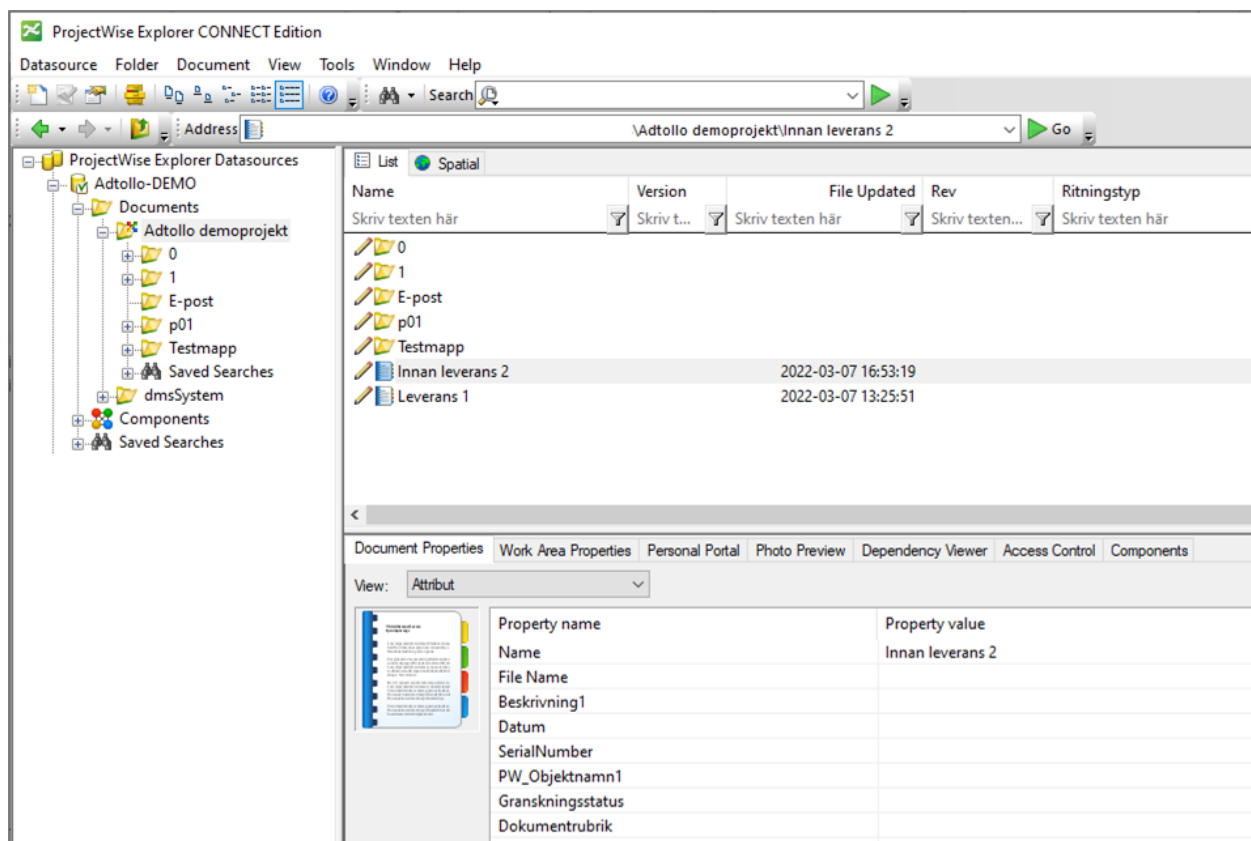 ProjectWise Explorer CONNECT Edition
Datasource Folder Document View Tools Window Help
Search
Address \Adtollo demoprojekt\Innan leverans 2 Go
ProjectWise Explorer Datasources
Adtollo-DEMO
Documents
Adtollo demoprojekt
0
1
E-post
p01
Testmapp
Saved Searches
dmsSystem
Components
Saved Searches
List Spatial
Name Version File Updated Rev Ritningstyp
Skriv texten här Skriv t... Skriv texten här Skriv texten... Skriv texten här
0
1
E-post
p01
Testmapp
Innan leverans 2 2022-03-07 16:53:19
Leverans 1 2022-03-07 13:25:51
Document Properties Work Area Properties Personal Portal Photo Preview Dependency Viewer Access Control Components
View: Attribut
Property name Property value
Name Innan leverans 2
File Name
Beskrivning1
Datum
SerialNumber
PW_Objektnamn1
Granskningsstatus
Dokumentrubrik